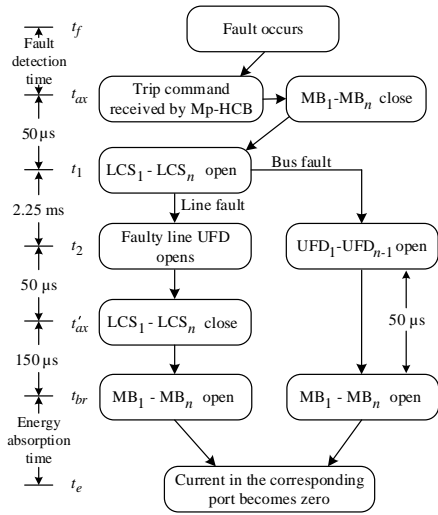 t_f
Fault occurs
Fault
detection
time
t_ax
Trip command
received by Mp-HCB
MB_1-MB_n close
50 µs
t_1
LCS_1 - LCS_n open
Bus fault
Line fault
2.25 ms
t_2
Faulty line UFD
opens
UFD_1-UFD_{n-1} open
50 µs
t'_ax
LCS_1 - LCS_n close
50 µs
150 µs
t_br
MB_1 - MB_n open
MB_1 - MB_n open
Energy
absorption
time
t_e
Current in the corresponding
port becomes zero